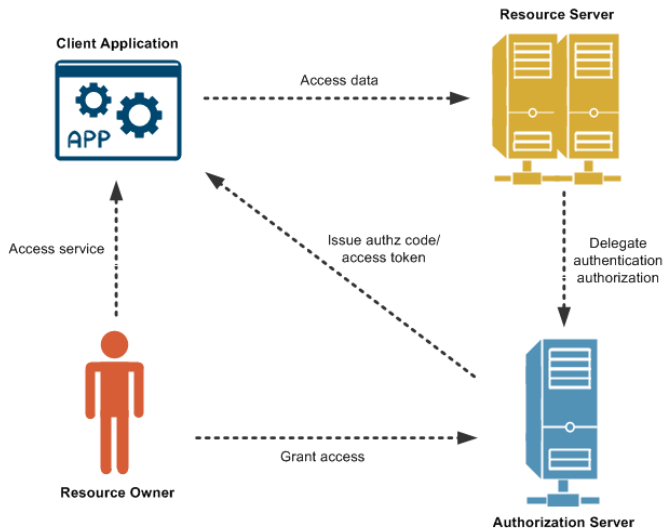 Resource Server
Client Application
Access data
APP
Issue authz code/
access token
Delegate
authentication
authorization
Access service
Grant access
Resource Owner
Authorization Server